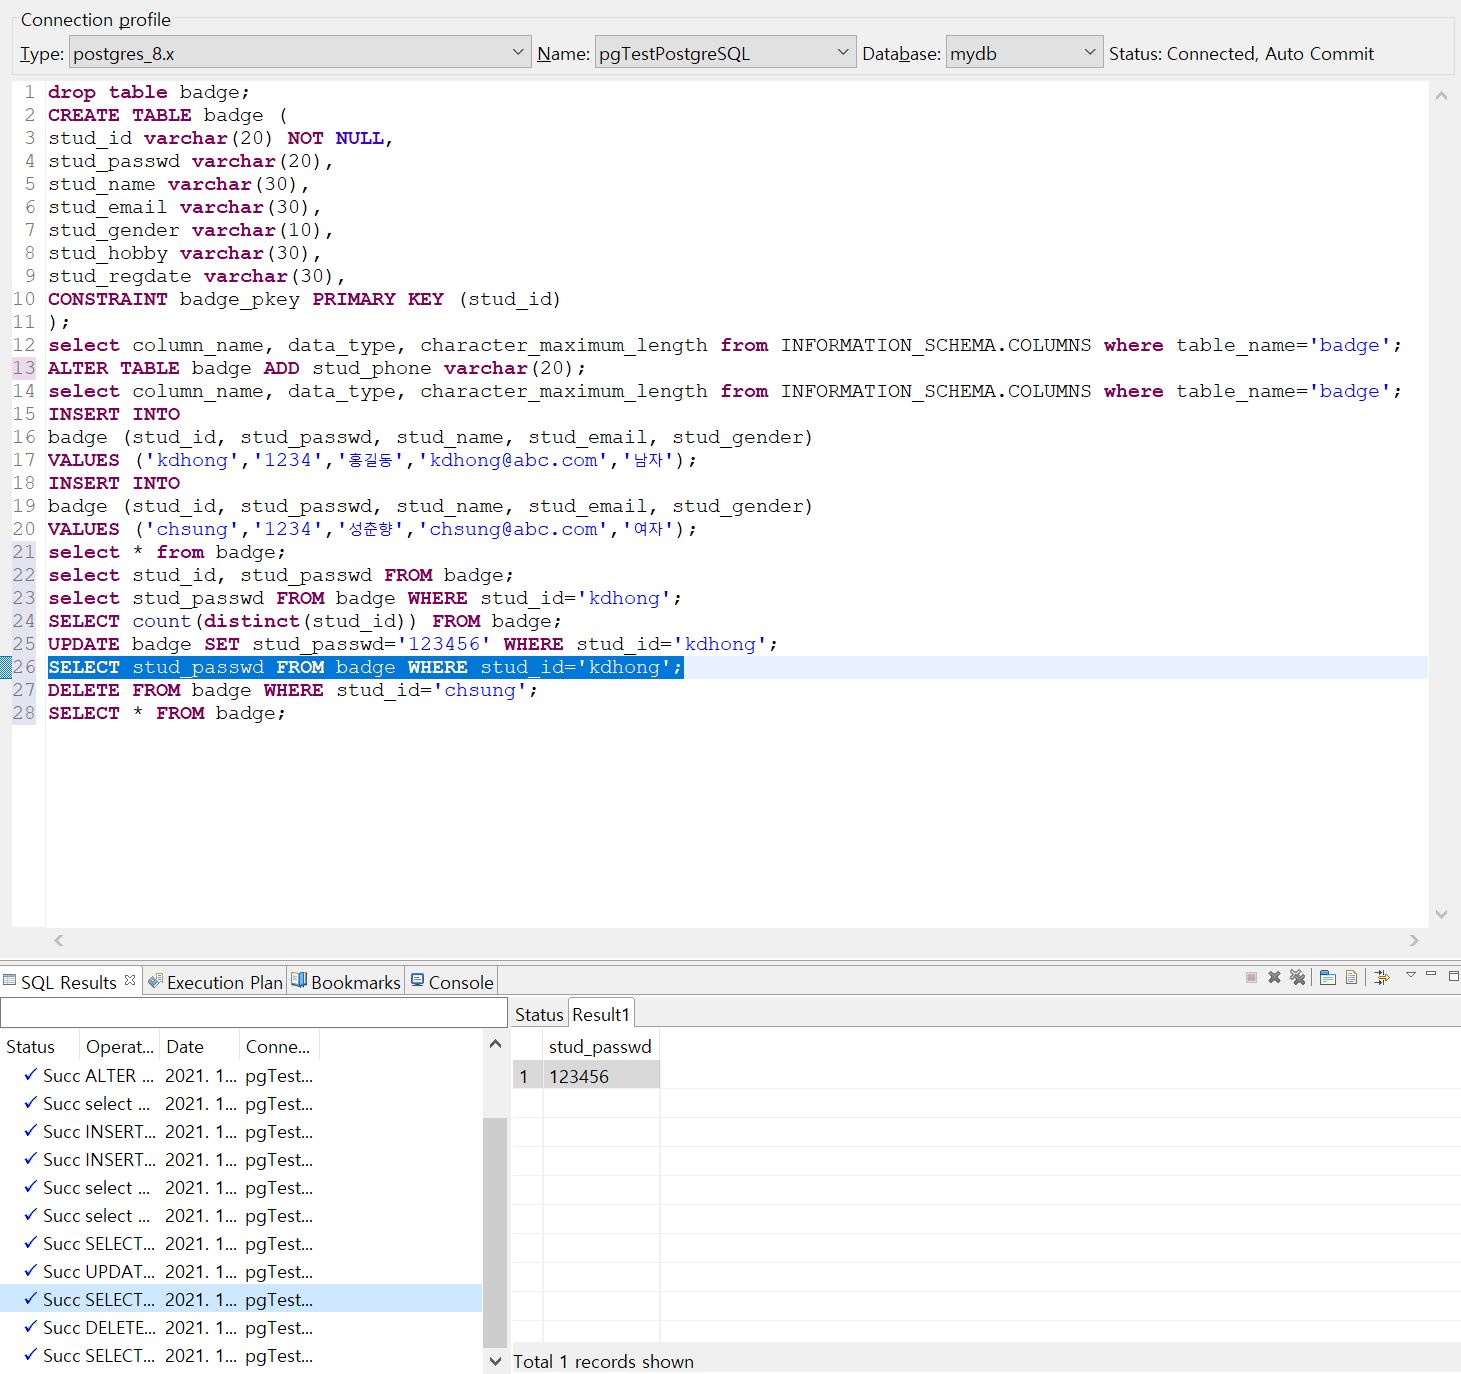 Connection profile
Type: postgres_8.x Name: pgTestPostgreSQL Database: mydb Status: Connected, Auto Commit
1 drop table badge;
2 CREATE TABLE badge (
3 stud_id varchar(20) NOT NULL,
4 stud_passwd varchar(20),
5 stud_name varchar(30),
6 stud_email varchar(30),
7 stud_gender varchar(10),
8 stud_hobby varchar(30),
9 stud_regdate varchar(30),
10 CONSTRAINT badge_pkey PRIMARY KEY (stud_id)
11 );
12 select column_name, data_type, character_maximum_length from INFORMATION_SCHEMA.COLUMNS where table_name='badge';
13 ALTER TABLE badge ADD stud_phone varchar(20);
14 select column_name, data_type, character_maximum_length from INFORMATION_SCHEMA.COLUMNS where table_name='badge';
15 INSERT INTO
16 badge (stud_id, stud_passwd, stud_name, stud_email, stud_gender)
17 VALUES ('kdhong','1234','홍길동','kdhong@abc.com','남자');
18 INSERT INTO
19 badge (stud_id, stud_passwd, stud_name, stud_email, stud_gender)
20 VALUES ('chsung','1234','성춘향','chsung@abc.com','여자');
21 select * from badge;
22 select stud_id, stud_passwd FROM badge;
23 select stud_passwd FROM badge WHERE stud_id='kdhong';
24 SELECT count(distinct(stud_id)) FROM badge;
25 UPDATE badge SET stud_passwd='123456' WHERE stud_id='kdhong';
26 SELECT stud_passwd FROM badge WHERE stud_id='kdhong';
27 DELETE FROM badge WHERE stud_id='chsung';
28 SELECT * FROM badge;
SQL Results Execution Plan Bookmarks Console
Status Operat... Date Conne...
Succ ALTER ... 2021. 1... pgTest...
Succ select ... 2021. 1... pgTest...
Succ INSERT... 2021. 1... pgTest...
Succ INSERT... 2021. 1... pgTest...
Succ select ... 2021. 1... pgTest...
Succ select ... 2021. 1... pgTest...
Succ SELECT... 2021. 1... pgTest...
Succ UPDAT... 2021. 1... pgTest...
Succ SELECT... 2021. 1... pgTest...
Succ DELETE... 2021. 1... pgTest...
Succ SELECT... 2021. 1... pgTest...
Status Result1
stud_passwd
1 123456
Total 1 records shown